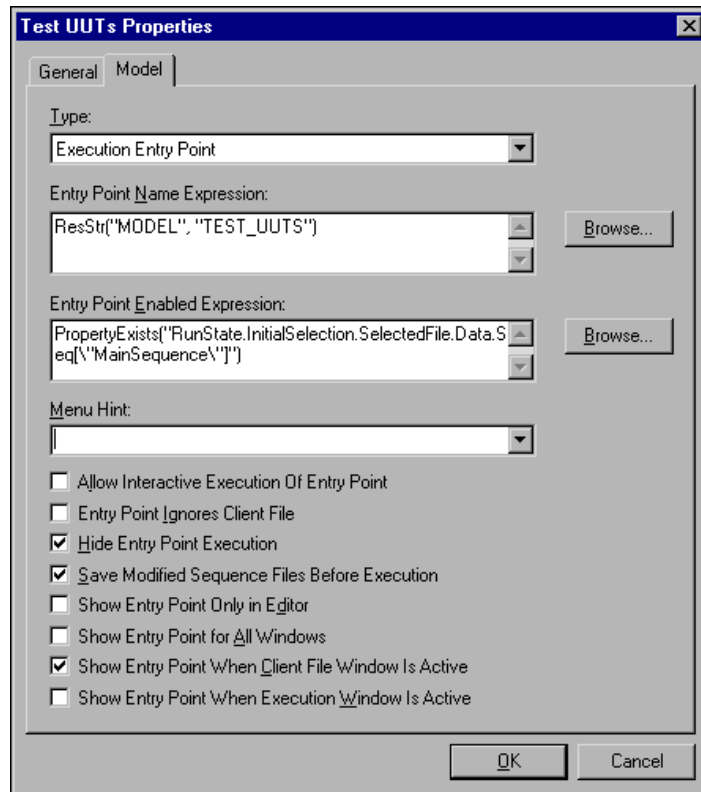 Test UUTs Properties
General Model
Type:
Execution Entry Point
Entry Point Name Expression:
ResStr("MODEL", "TEST_UUTS")
Browse...
Entry Point Enabled Expression:
PropertyExists("RunState.InitialSelection.SelectedFile.Data.S
eq[\"MainSequence\"]")
Browse...
Menu Hint:
Allow Interactive Execution Of Entry Point
Entry Point Ignores Client File
Hide Entry Point Execution
Save Modified Sequence Files Before Execution
Show Entry Point Only in Editor
Show Entry Point for All Windows
Show Entry Point When Client File Window Is Active
Show Entry Point When Execution Window Is Active
OK Cancel